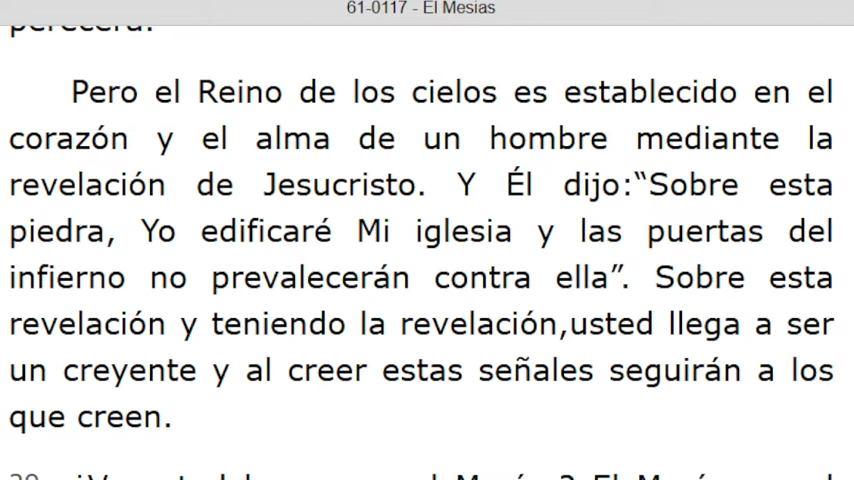 61-0117 - El Mesias
perecerá.
Pero el Reino de los cielos es establecido en el
corazón y el alma de un hombre mediante la
revelación de Jesucristo. Y Él dijo:“Sobre esta
piedra, Yo edificaré Mi iglesia y las puertas del
infierno no prevalecerán contra ella”. Sobre esta
revelación y teniendo la revelación,usted llega a ser
un creyente y al creer estas señales seguirán a los
que creen.